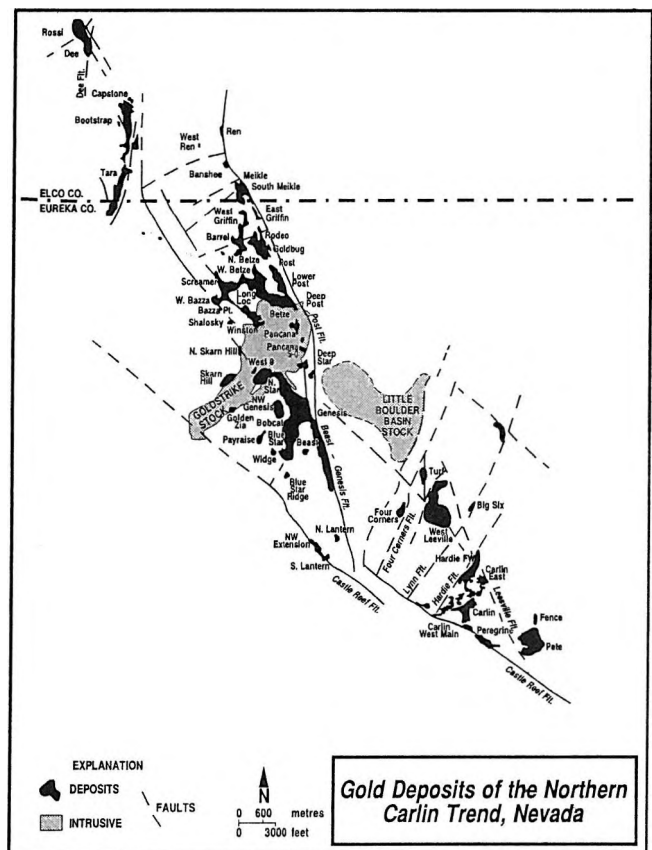 Rossi
Dee
Dee Flt.
Capstone
Bootstrap
Tara
West
Ren
Ren
Banshee
Meikle
South Meikle
ELCO CO.
EUREKA CO.
West
Griffin
East
Griffin
Barrel
Rodeo
Goldbug
N. Betze
W. Betze
Post
Screamer
Lower
Post
Long
Loc
Deep
Post
W. Bazza
Bazza Pt.
Betze
Post Flt.
Shalosky
Winston
Pancana
Pancana
N. Skarn Hill
West B
Deep
Star
Skarn
Hill
N.
Star
GOLDSTRIKE
STOCK
LITTLE
BOULDER
BASIN
STOCK
NW
Genesis
Genesis
Golden
Zia
Bobcat
Payraise
Blue
Star
Beast
Beast
Genesis Flt.
Widge
Blue
Star
Ridge
Turf
Four
Corners
Big Six
West
Leeville
N. Lantern
NW
Extension
S. Lantern
Four Corners Flt.
Lynn Flt.
Hardie Flt.
Hardie FW
Carlin
East
Leesville Flt.
Castle Reef Flt.
Carlin
Fence
Carlin
West Main
Peregrine
Pete
Castle Reef Flt.
EXPLANATION
DEPOSITS
FAULTS
INTRUSIVE
N
0 600 metres
0 3000 feet
Gold Deposits of the Northern
Carlin Trend, Nevada